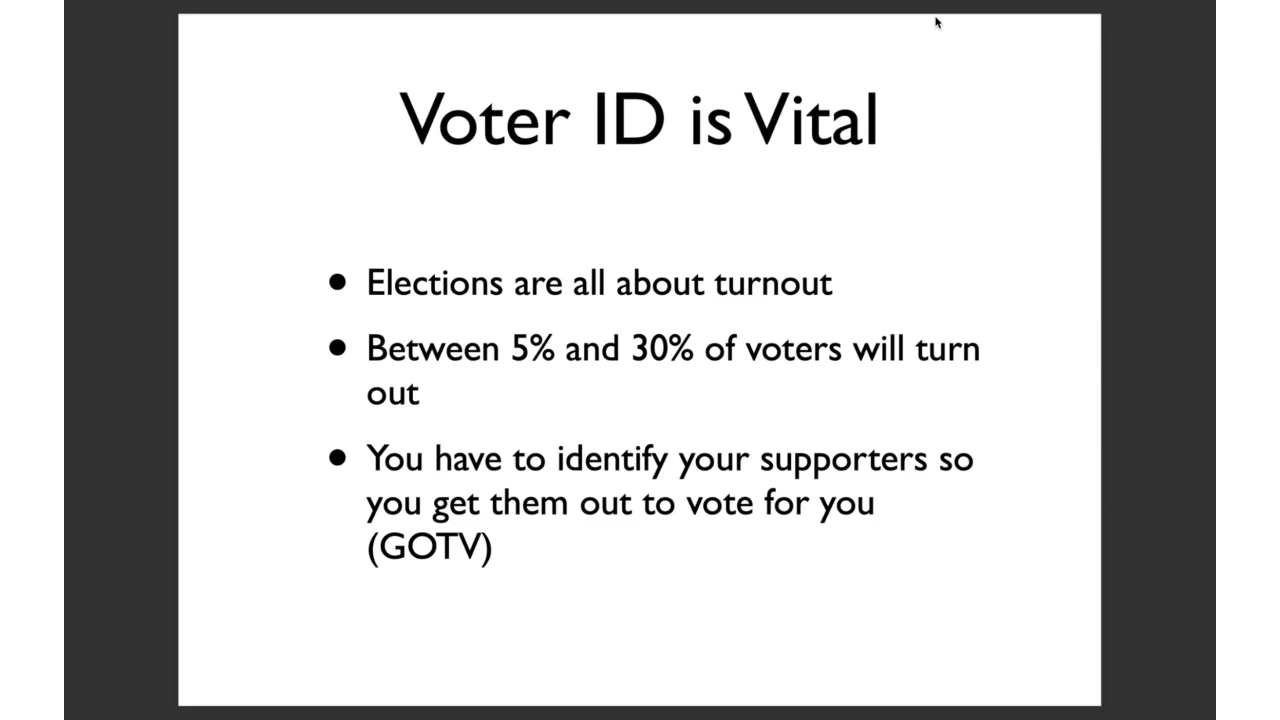 Voter ID is Vital
• Elections are all about turnout
• Between 5% and 30% of voters will turn
out
• You have to identify your supporters so
you get them out to vote for you
(GOTV)